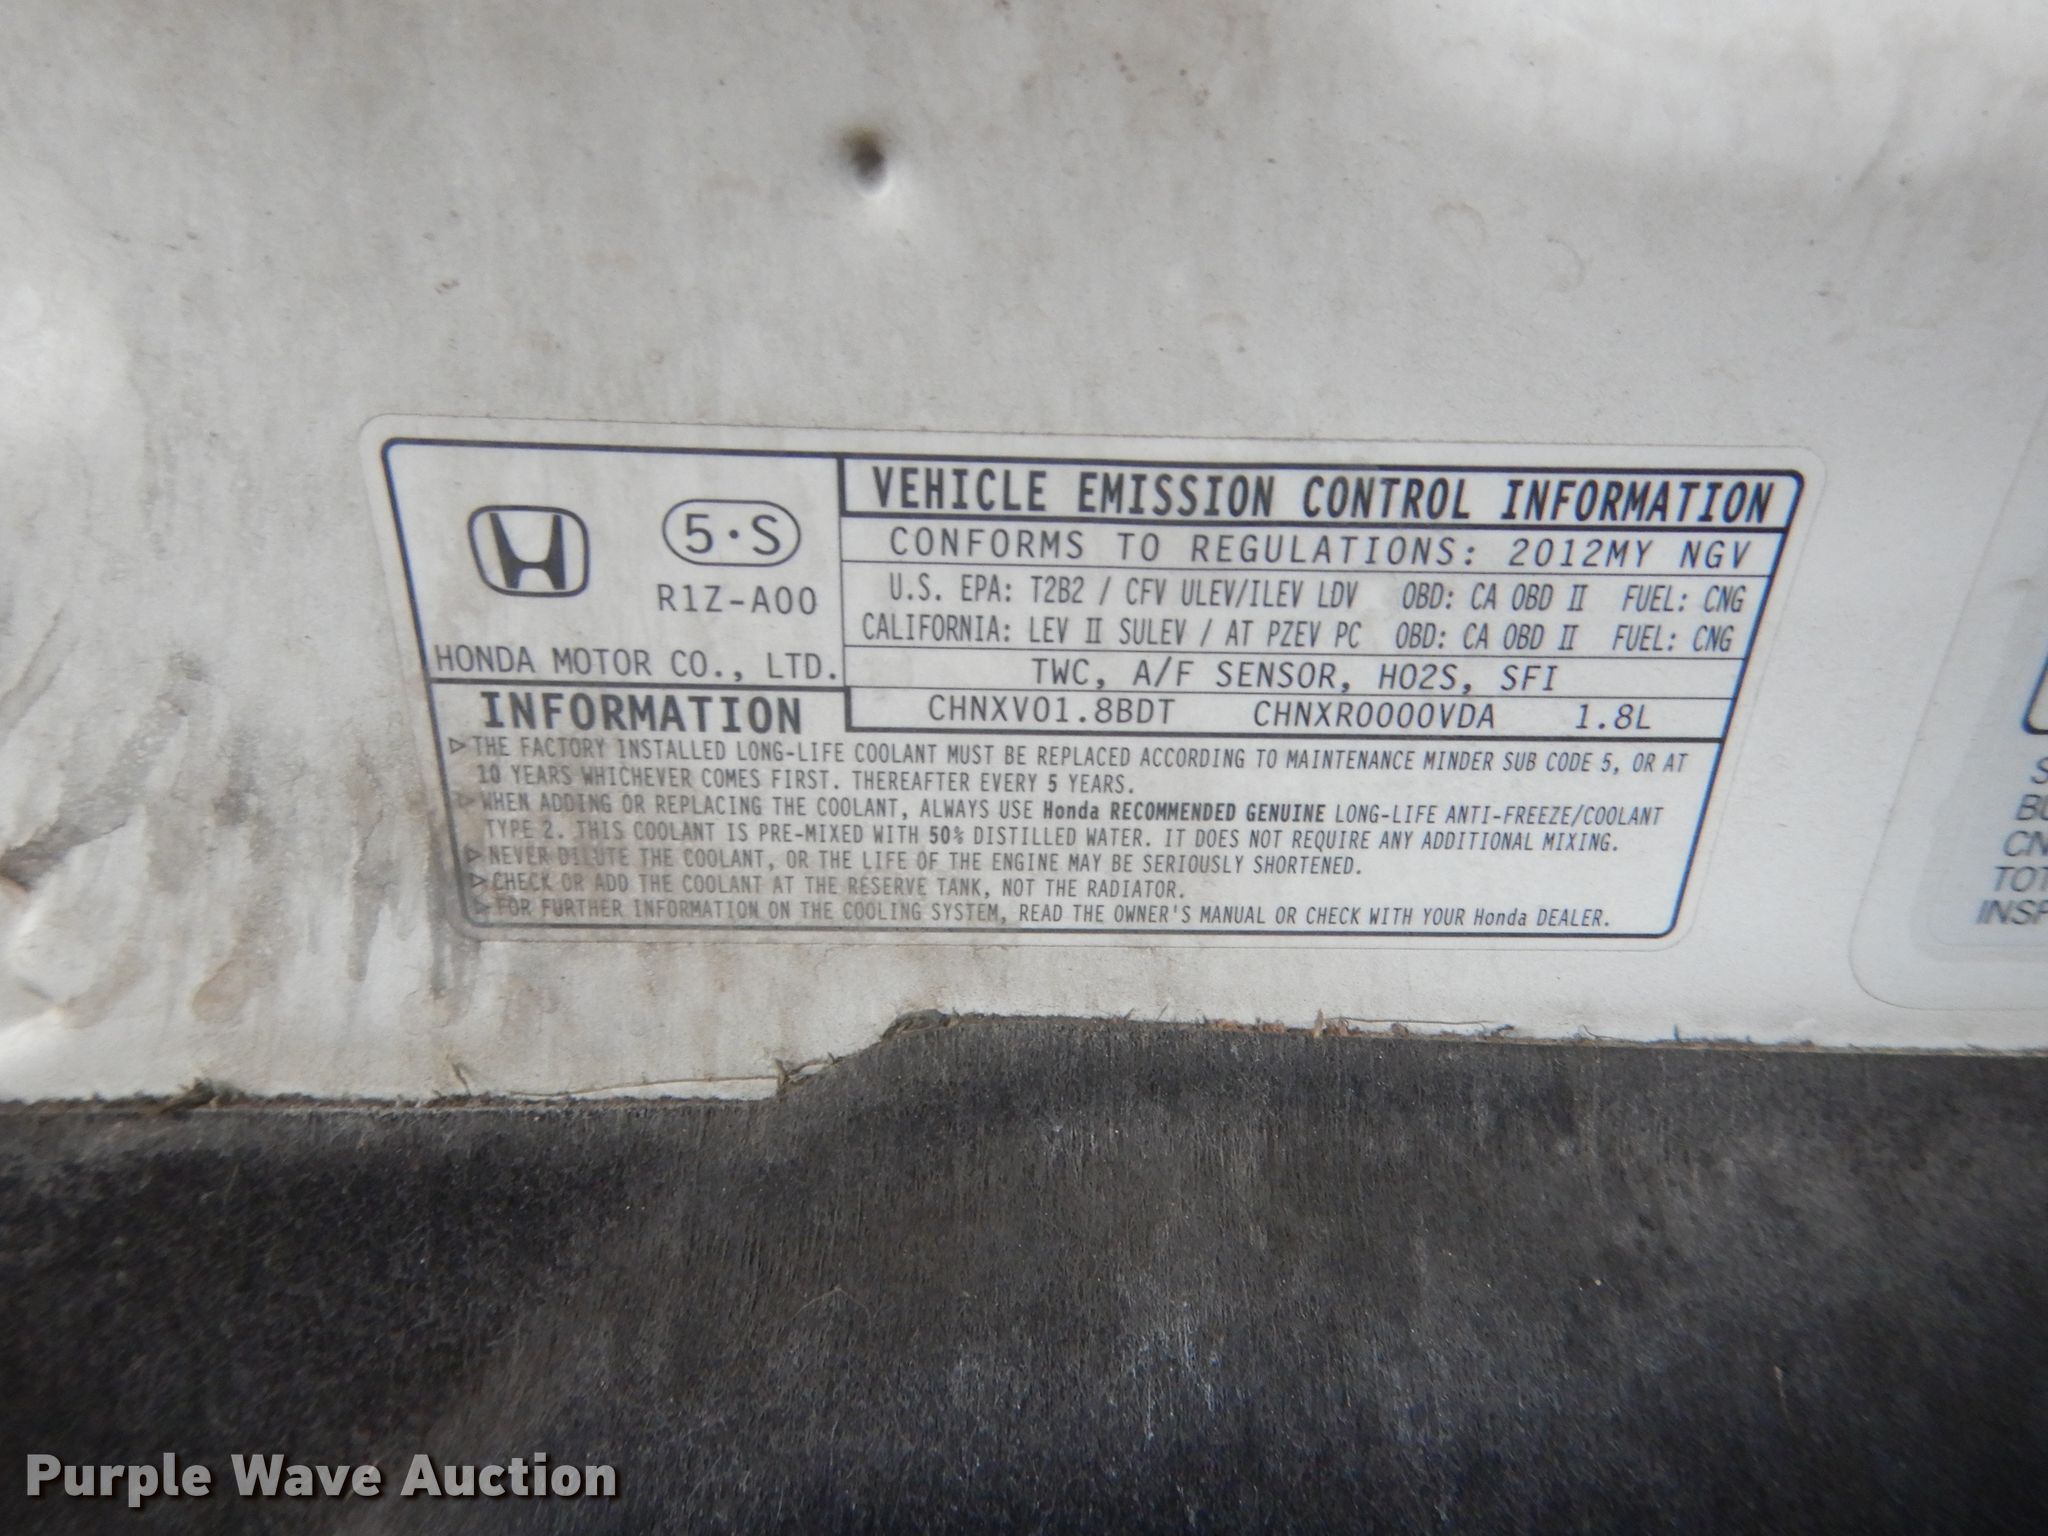 5·S
R1Z-A00
HONDA MOTOR CO., LTD.
VEHICLE EMISSION CONTROL INFORMATION
CONFORMS TO REGULATIONS: 2012MY NGV
U.S. EPA: T2B2 / CFV ULEV/ILEV LDV OBD: CA OBD II FUEL: CNG
CALIFORNIA: LEV II SULEV / AT PZEV PC OBD: CA OBD II FUEL: CNG
TWC, A/F SENSOR, HO2S, SFI
CHNXV01.8BDT CHNXR0000VDA 1.8L
INFORMATION
▷THE FACTORY INSTALLED LONG-LIFE COOLANT MUST BE REPLACED ACCORDING TO MAINTENANCE MINDER SUB CODE 5, OR AT
10 YEARS WHICHEVER COMES FIRST. THEREAFTER EVERY 5 YEARS.
▷WHEN ADDING OR REPLACING THE COOLANT, ALWAYS USE Honda RECOMMENDED GENUINE LONG-LIFE ANTI-FREEZE/COOLANT
TYPE 2. THIS COOLANT IS PRE-MIXED WITH 50% DISTILLED WATER. IT DOES NOT REQUIRE ANY ADDITIONAL MIXING.
▷NEVER DILUTE THE COOLANT, OR THE LIFE OF THE ENGINE MAY BE SERIOUSLY SHORTENED.
▷CHECK OR ADD THE COOLANT AT THE RESERVE TANK, NOT THE RADIATOR.
▷FOR FURTHER INFORMATION ON THE COOLING SYSTEM, READ THE OWNER'S MANUAL OR CHECK WITH YOUR Honda DEALER.
Purple Wave Auction